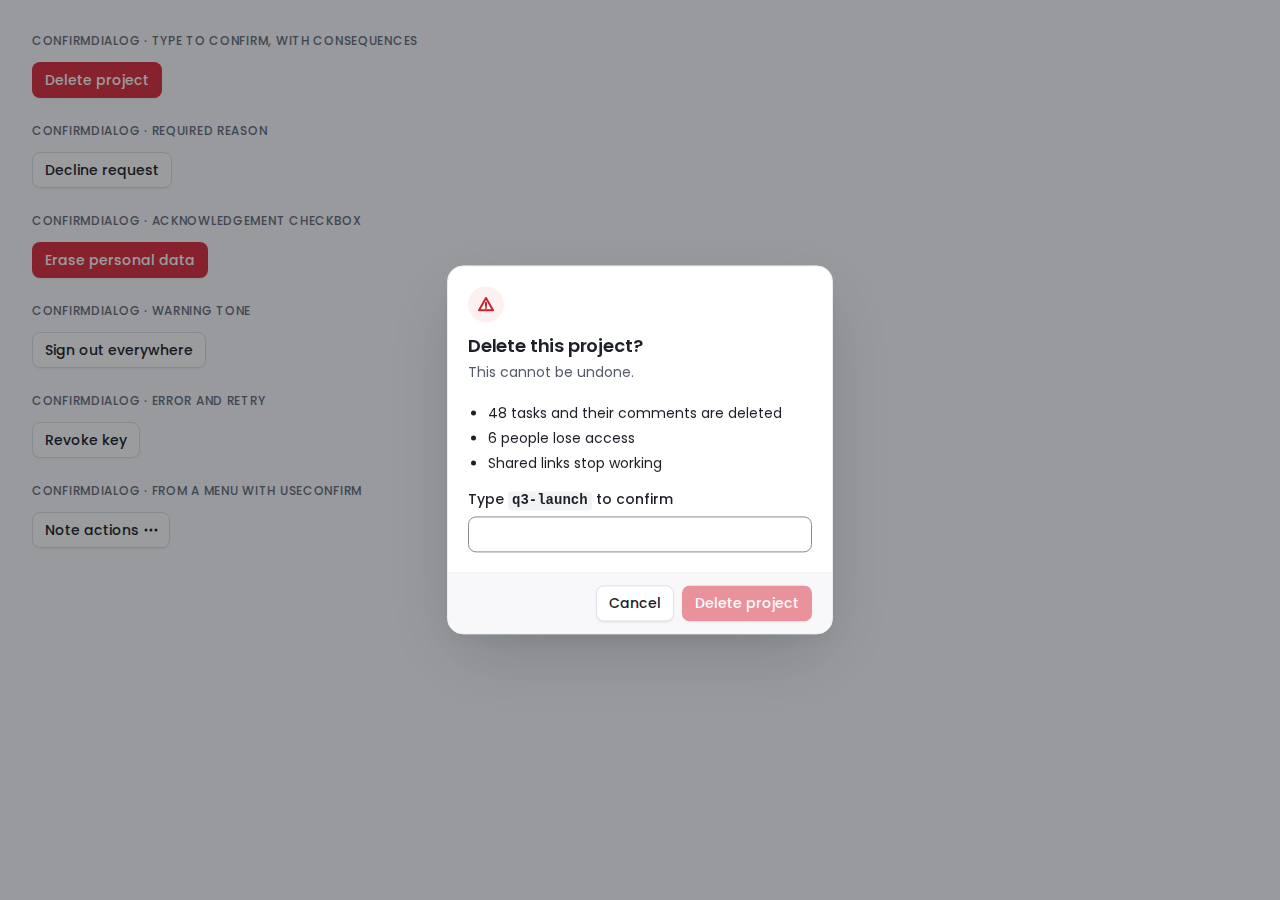 CONFIRMDIALOG · TYPE TO CONFIRM, WITH CONSEQUENCES
Delete project
CONFIRMDIALOG · REQUIRED REASON
Decline request
CONFIRMDIALOG · ACKNOWLEDGEMENT CHECKBOX
Erase personal data
CONFIRMDIALOG · WARNING TONE
Sign out everywhere
CONFIRMDIALOG · ERROR AND RETRY
Revoke key
CONFIRMDIALOG · FROM A MENU WITH USECONFIRM
Note actions
Delete this project?
This cannot be undone.
• 48 tasks and their comments are deleted
• 6 people lose access
• Shared links stop working
Type q3-launch to confirm
Cancel
Delete project